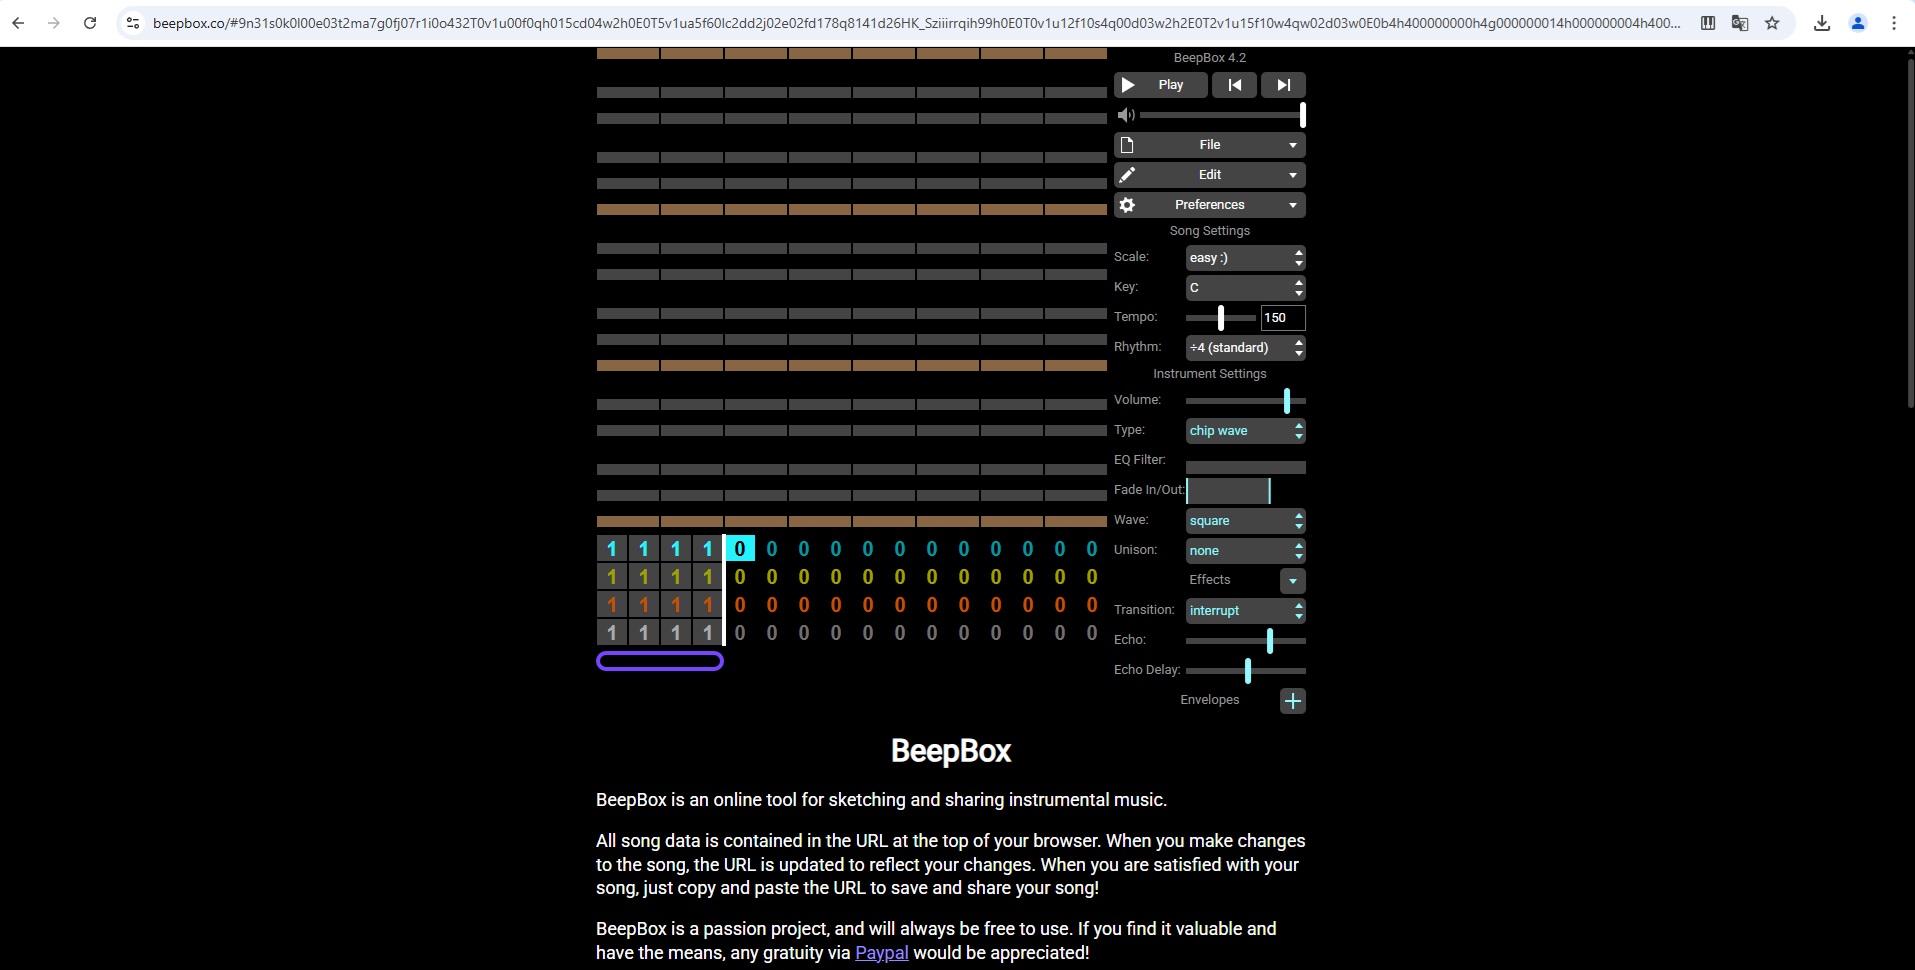 beepbox.co/#9n31s0k0l00e03t2ma7g0fj07r1i0o432T0v1u00f0qh015cd04w2h0E0T5v1ua5f60lc2dd2j02e02fd178q8141d26HK_Sziiirrqih99h0E0T0v1u12f10s4q00d03w2h2E0T2v1u15f10w4qw02d03w0E0b4h400000000h4g000000014h000000004h400...
BeepBox 4.2
Play
File
Edit
Preferences
Song Settings
Scale: easy :)
Key: C
Tempo: 150
Rhythm: ÷4 (standard)
Instrument Settings
Volume:
Type: chip wave
EQ Filter:
Fade In/Out:
Wave: square
1 1 1 1 0 0 0 0 0 0 0 0 0 0 0 0
Unison: none
1 1 1 1 0 0 0 0 0 0 0 0 0 0 0 0
Effects
1 1 1 1 0 0 0 0 0 0 0 0 0 0 0 0
Transition: interrupt
1 1 1 1 0 0 0 0 0 0 0 0 0 0 0 0
Echo:
Echo Delay:
Envelopes
BeepBox
BeepBox is an online tool for sketching and sharing instrumental music.
All song data is contained in the URL at the top of your browser. When you make changes
to the song, the URL is updated to reflect your changes. When you are satisfied with your
song, just copy and paste the URL to save and share your song!
BeepBox is a passion project, and will always be free to use. If you find it valuable and
have the means, any gratuity via Paypal would be appreciated!